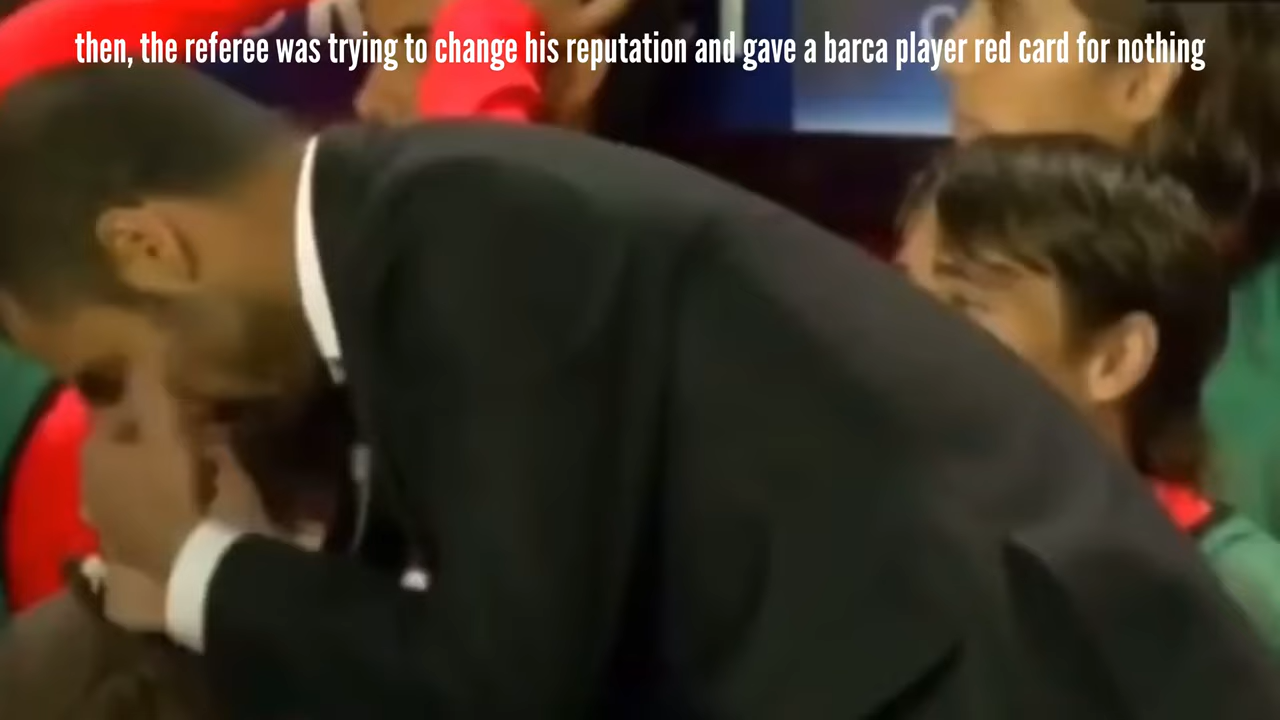 then, the referee was trying to change his reputation and gave a barca player red card for nothing